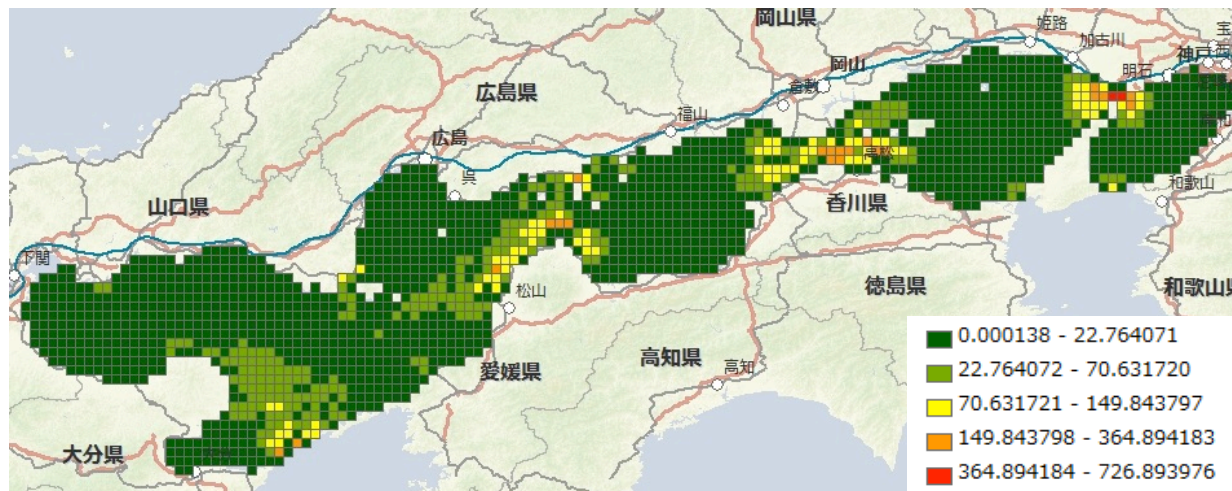 岡山県
姫路
加古川
宝
神戸
明石
岡山
倉敷
広島県
福山
広島
呉
高松
和歌山
香川県
山口県
下関
徳島県
和歌山県
松山
愛媛県
高知県
高知
大分県
0.000138 - 22.764071
22.764072 - 70.631720
70.631721 - 149.843797
149.843798 - 364.894183
364.894184 - 726.893976